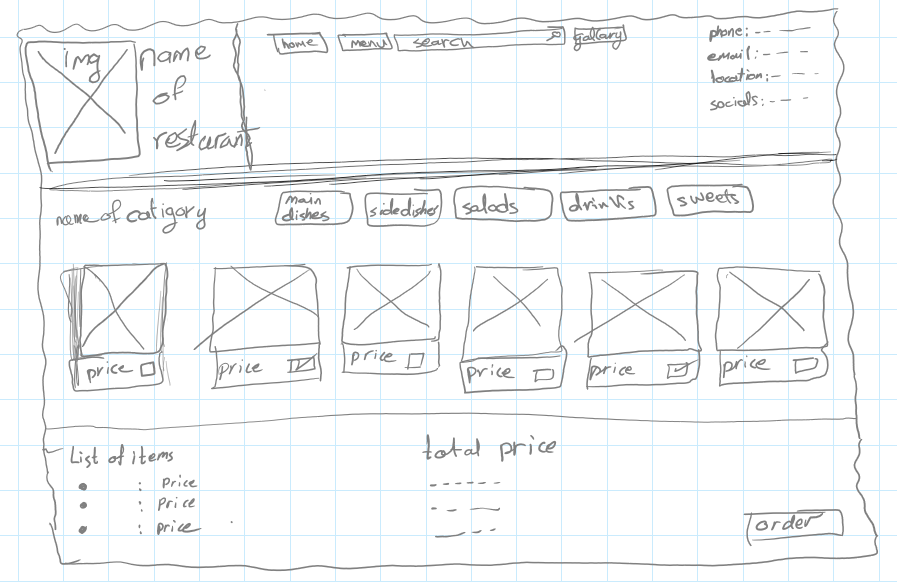 img
name
of
resturant
home
menu
search
gallary
phone:
email:
location:
socials:
name of catigory
main
dishes
sidedishes
salads
drinks
sweets
price
price
price
price
price
price
List of items
: Price
: Price
: price
total price
order